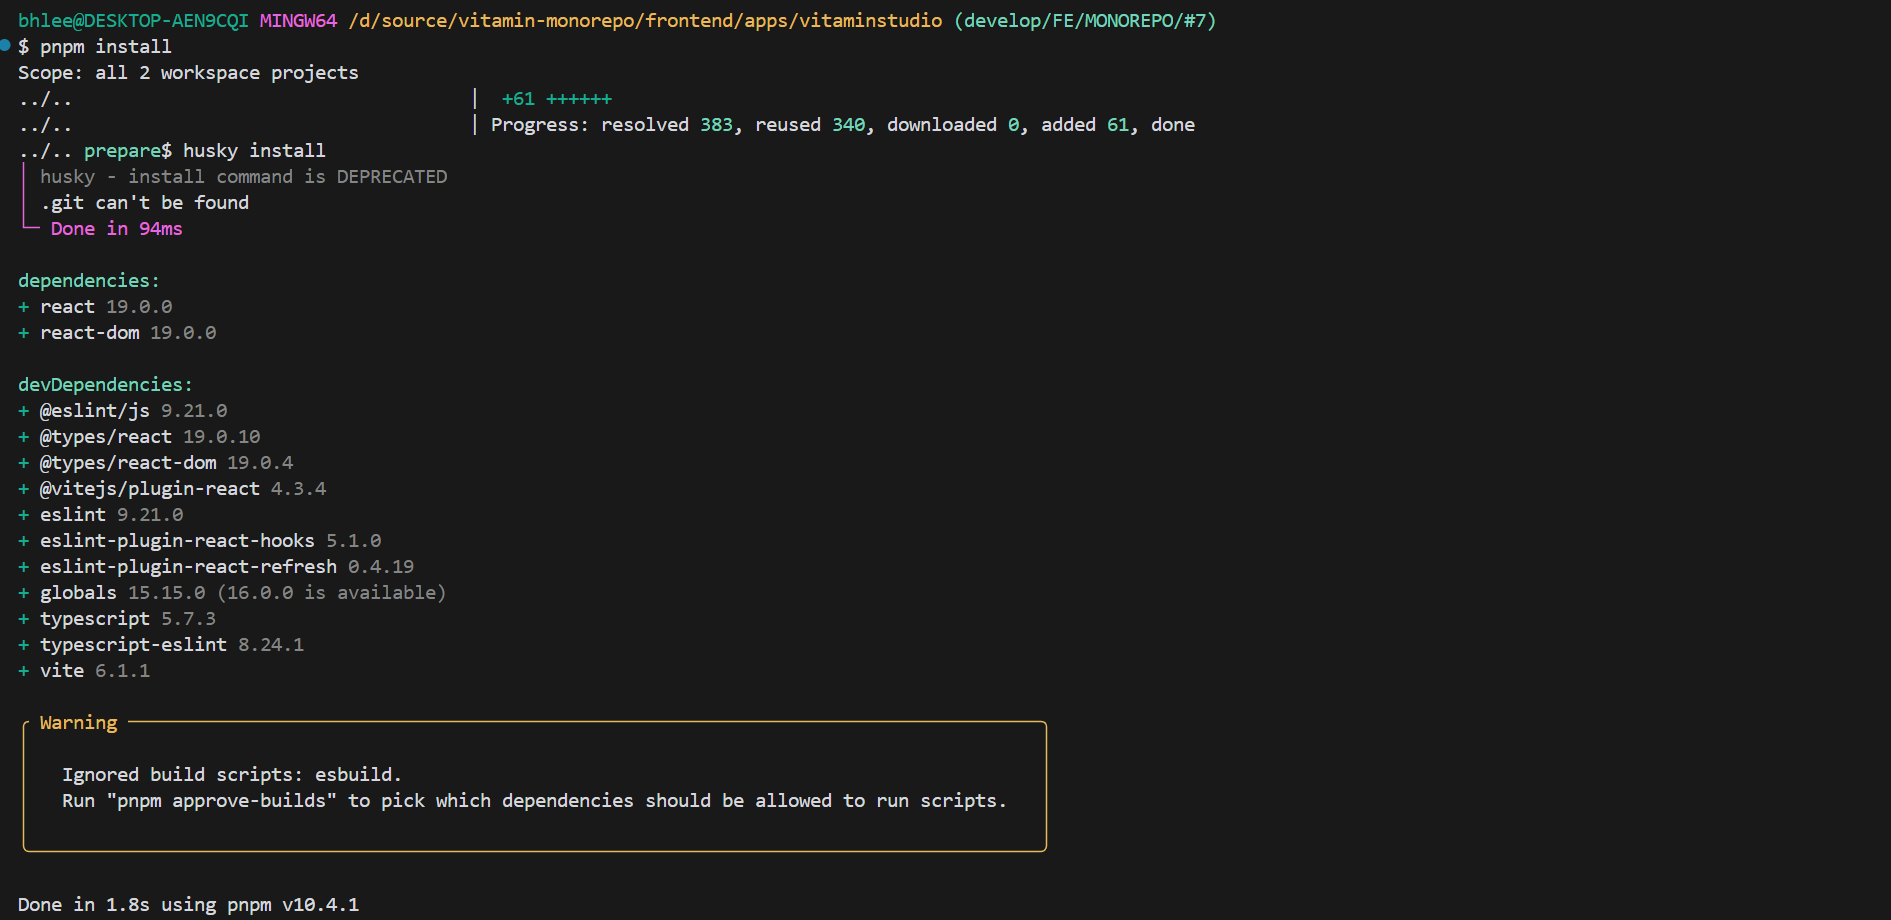 bhlee@DESKTOP-AEN9CQI MINGW64 /d/source/vitamin-monorepo/frontend/apps/vitaminstudio (develop/FE/MONOREPO/#7)
$ pnpm install
Scope: all 2 workspace projects
../.. | +61 ++++++
../.. | Progress: resolved 383, reused 340, downloaded 0, added 61, done
../.. prepare$ husky install
│ husky - install command is DEPRECATED
│ .git can't be found
└─ Done in 94ms
dependencies:
+ react 19.0.0
+ react-dom 19.0.0
devDependencies:
+ @eslint/js 9.21.0
+ @types/react 19.0.10
+ @types/react-dom 19.0.4
+ @vitejs/plugin-react 4.3.4
+ eslint 9.21.0
+ eslint-plugin-react-hooks 5.1.0
+ eslint-plugin-react-refresh 0.4.19
+ globals 15.15.0 (16.0.0 is available)
+ typescript 5.7.3
+ typescript-eslint 8.24.1
+ vite 6.1.1
Warning
Ignored build scripts: esbuild.
Run "pnpm approve-builds" to pick which dependencies should be allowed to run scripts.
Done in 1.8s using pnpm v10.4.1